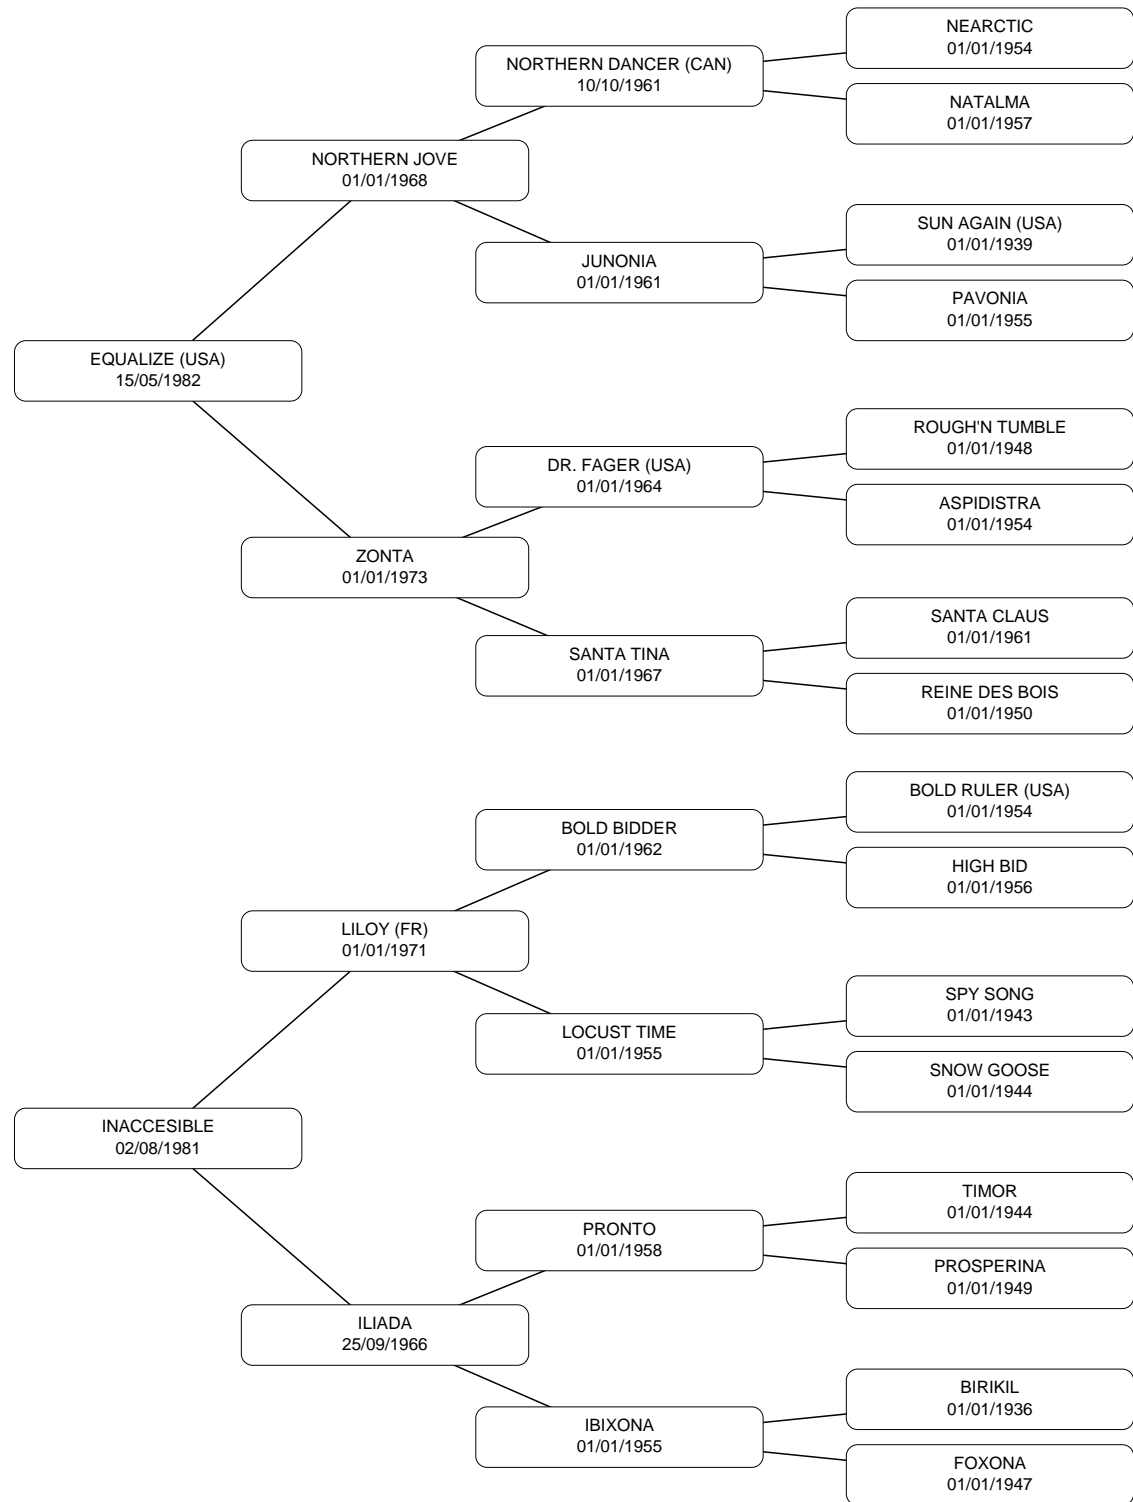 NEARCTIC
01/01/1954
NORTHERN DANCER (CAN)
10/10/1961
NATALMA
01/01/1957
NORTHERN JOVE
01/01/1968
SUN AGAIN (USA)
01/01/1939
JUNONIA
01/01/1961
PAVONIA
01/01/1955
EQUALIZE (USA)
15/05/1982
ROUGH'N TUMBLE
01/01/1948
DR. FAGER (USA)
01/01/1964
ASPIDISTRA
01/01/1954
ZONTA
01/01/1973
SANTA CLAUS
01/01/1961
SANTA TINA
01/01/1967
REINE DES BOIS
01/01/1950
BOLD RULER (USA)
01/01/1954
BOLD BIDDER
01/01/1962
HIGH BID
01/01/1956
LILOY (FR)
01/01/1971
SPY SONG
01/01/1943
LOCUST TIME
01/01/1955
SNOW GOOSE
01/01/1944
INACCESIBLE
02/08/1981
TIMOR
01/01/1944
PRONTO
01/01/1958
PROSPERINA
01/01/1949
ILIADA
25/09/1966
BIRIKIL
01/01/1936
IBIXONA
01/01/1955
FOXONA
01/01/1947